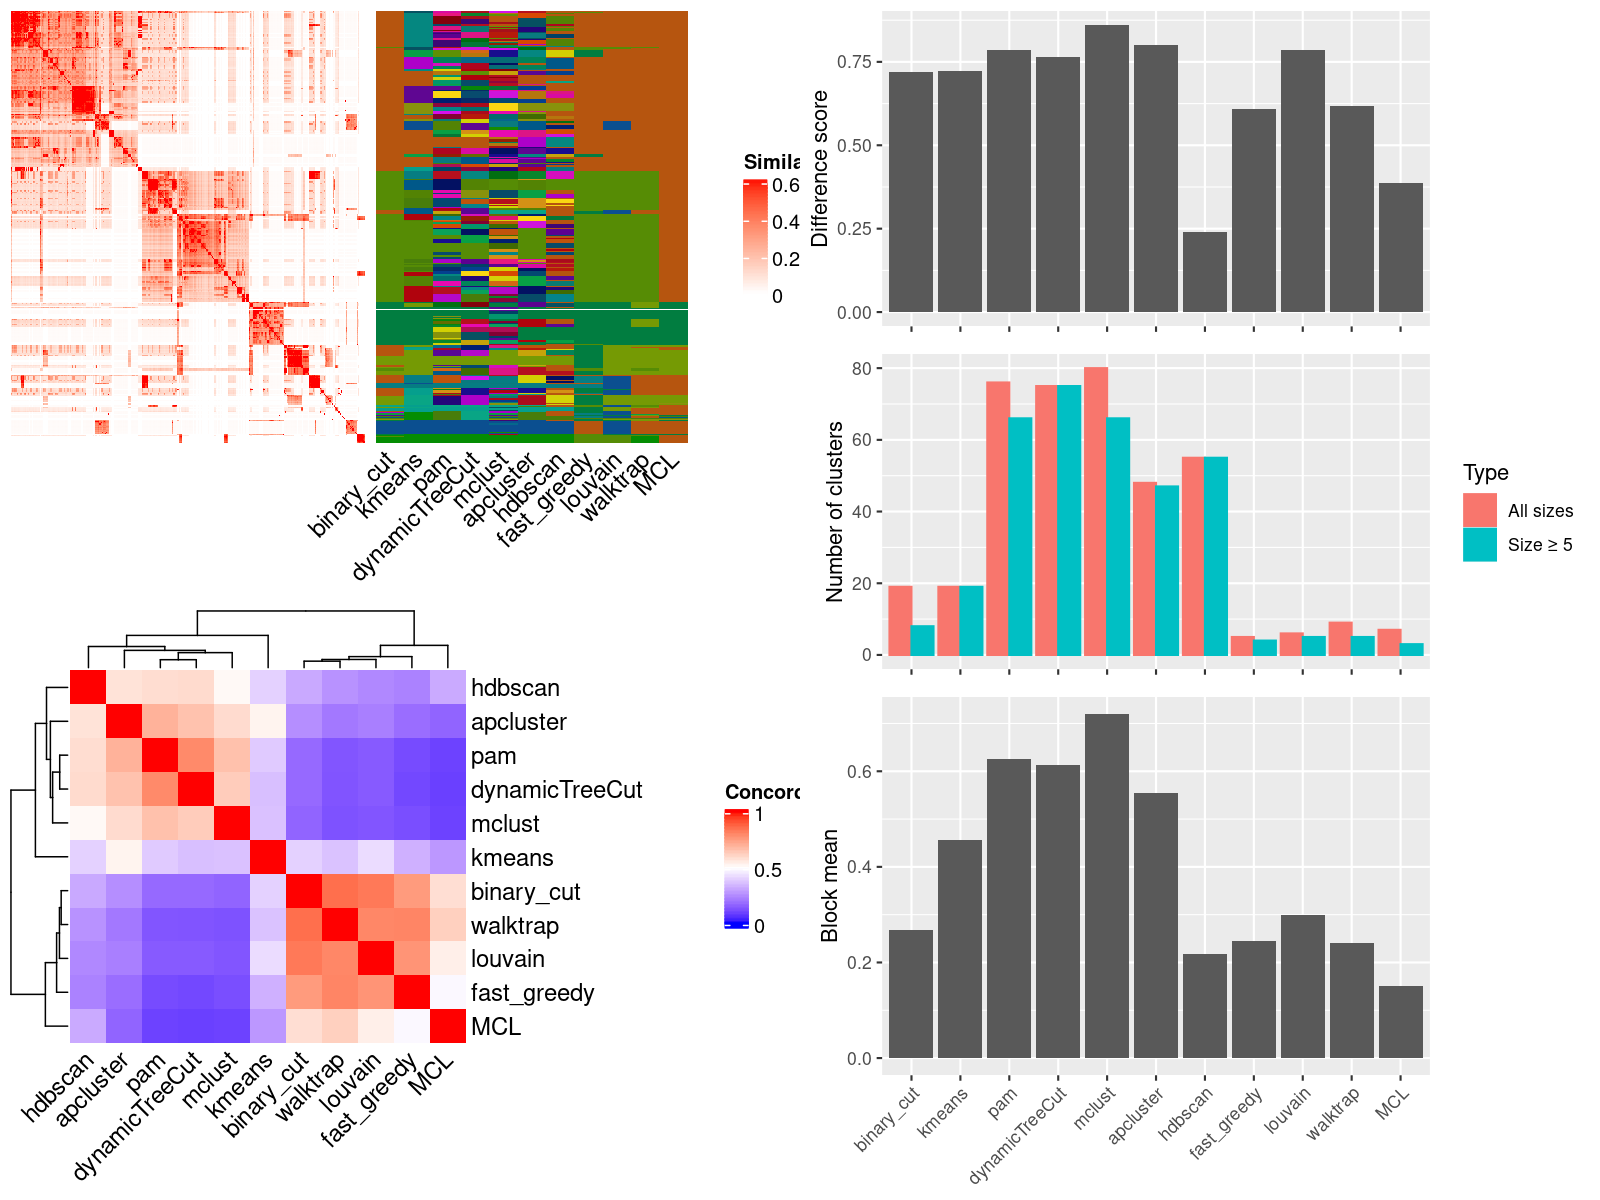 Simila
0.6
0.4
0.2
0
binary_cut
kmeans
pam
dynamicTreeCut
mclust
apcluster
hdbscan
fast_greedy
louvain
walktrap
MCL
hdbscan
apcluster
pam
dynamicTreeCut
mclust
kmeans
binary_cut
walktrap
louvain
fast_greedy
MCL
hdbscan
apcluster
pam
dynamicTreeCut
mclust
kmeans
binary_cut
walktrap
louvain
fast_greedy
MCL
Concord
1
0.5
0
Difference score
0.75
0.50
0.25
0.00
Number of clusters
80
60
40
20
0
Type
All sizes
Size ≥ 5
Block mean
0.6
0.4
0.2
0.0
binary_cut
kmeans
pam
dynamicTreeCut
mclust
apcluster
hdbscan
fast_greedy
louvain
walktrap
MCL